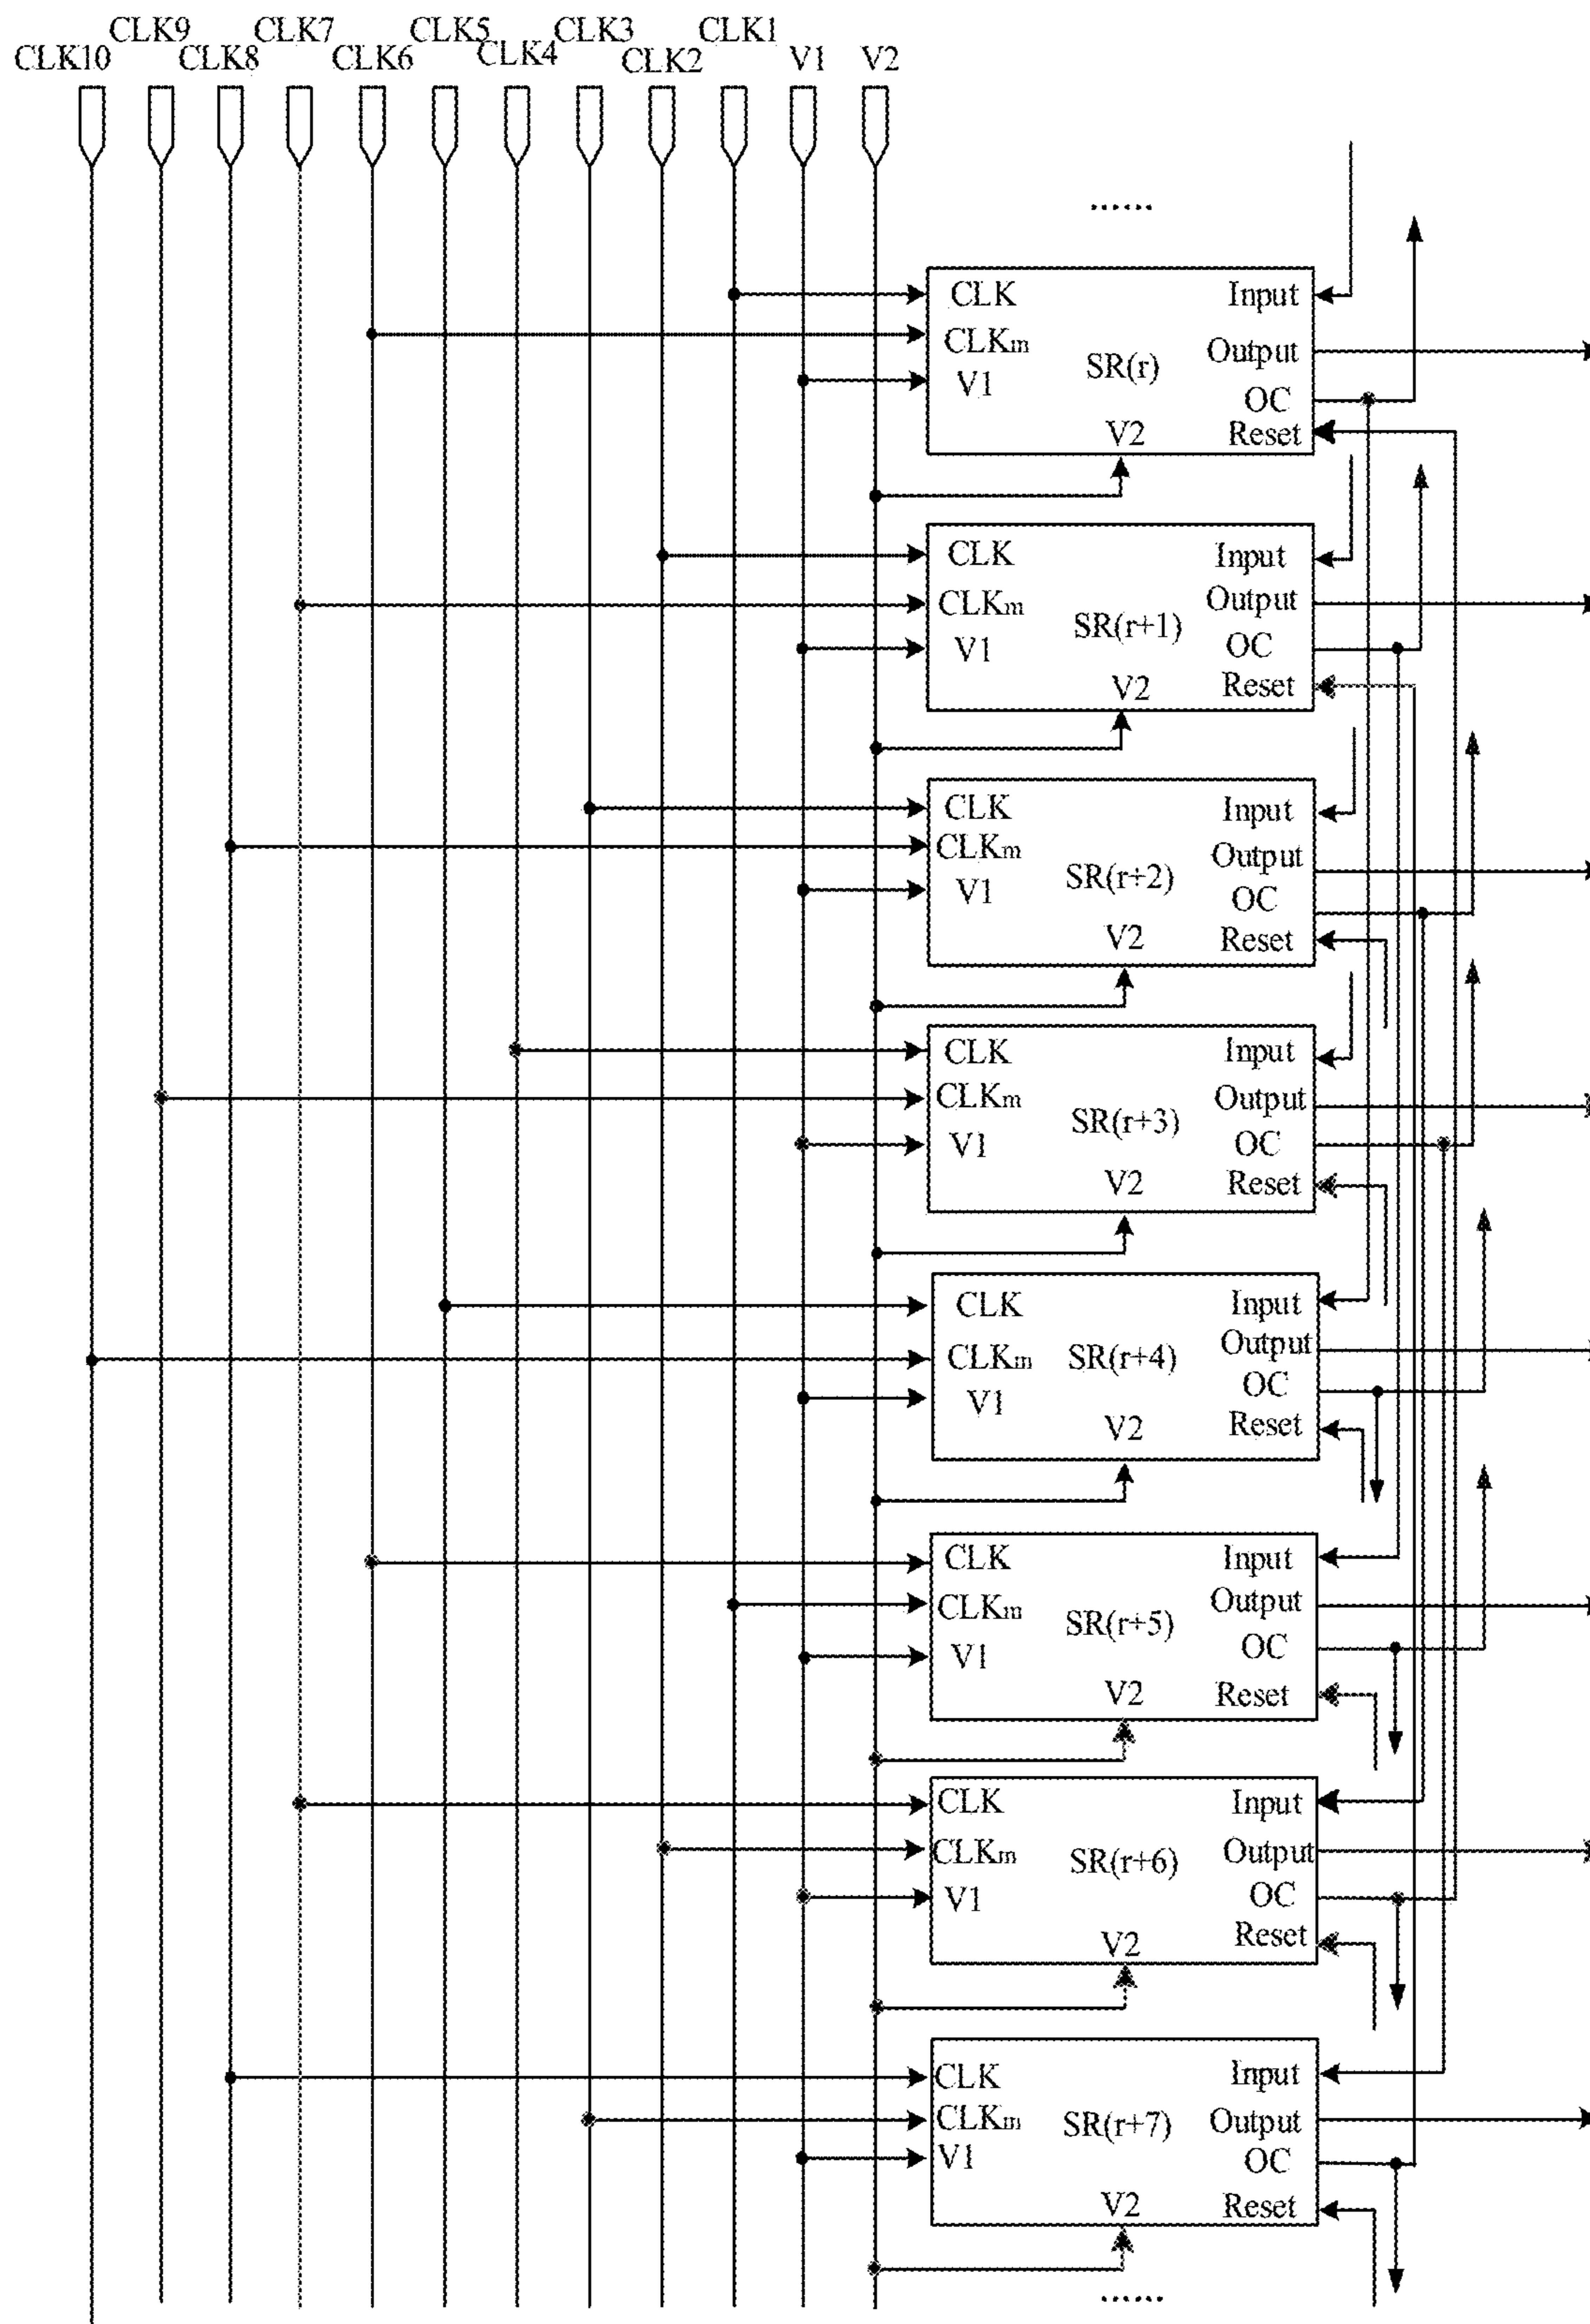 CLK10
CLK9
CLK8
CLK7
CLK6
CLK5
CLK4
CLK3
CLK2
CLK1
V1
V2
......
CLK Input
CLKm SR(r) Output
V1 OC
V2 Reset
CLK Input
CLKm SR(r+1) Output
V1 OC
V2 Reset
CLK Input
CLKm SR(r+2) Output
V1 OC
V2 Reset
CLK Input
CLKm SR(r+3) Output
V1 OC
V2 Reset
CLK Input
CLKm SR(r+4) Output
V1 OC
V2 Reset
CLK Input
CLKm SR(r+5) Output
V1 OC
V2 Reset
CLK Input
CLKm SR(r+6) Output
V1 OC
V2 Reset
CLK Input
CLKm SR(r+7) Output
V1 OC
V2 Reset
......